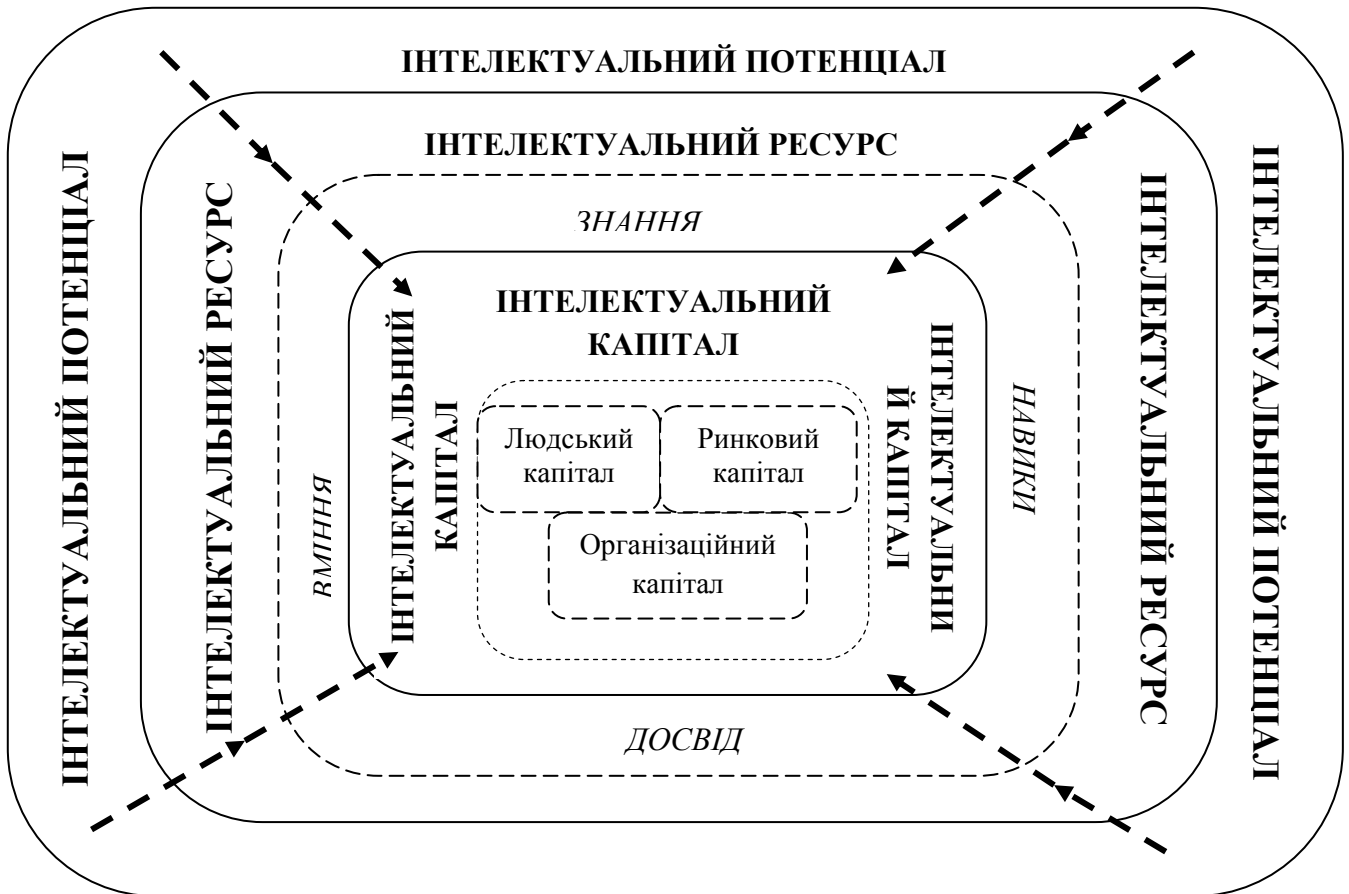 ІНТЕЛЕКТУАЛЬНИЙ ПОТЕНЦІАЛ
ІНТЕЛЕКТУАЛЬНИЙ РЕСУРС
ЗНАННЯ
ІНТЕЛЕКТУАЛЬНИЙ
КАПІТАЛ
ІНТЕЛЕКТУАЛЬНИЙ ПОТЕНЦІАЛ
ІНТЕЛЕКТУАЛЬНИЙ РЕСУРС
ВМІННЯ
ІНТЕЛЕКТУАЛЬНИЙ
КАПІТАЛ
Людський
капітал
Ринковий
капітал
Організаційний
капітал
ІНТЕЛЕКТУАЛЬНИ
Й КАПІТАЛ
НАВИКИ
ІНТЕЛЕКТУАЛЬНИЙ РЕСУРС
ІНТЕЛЕКТУАЛЬНИЙ ПОТЕНЦІАЛ
ДОСВІД